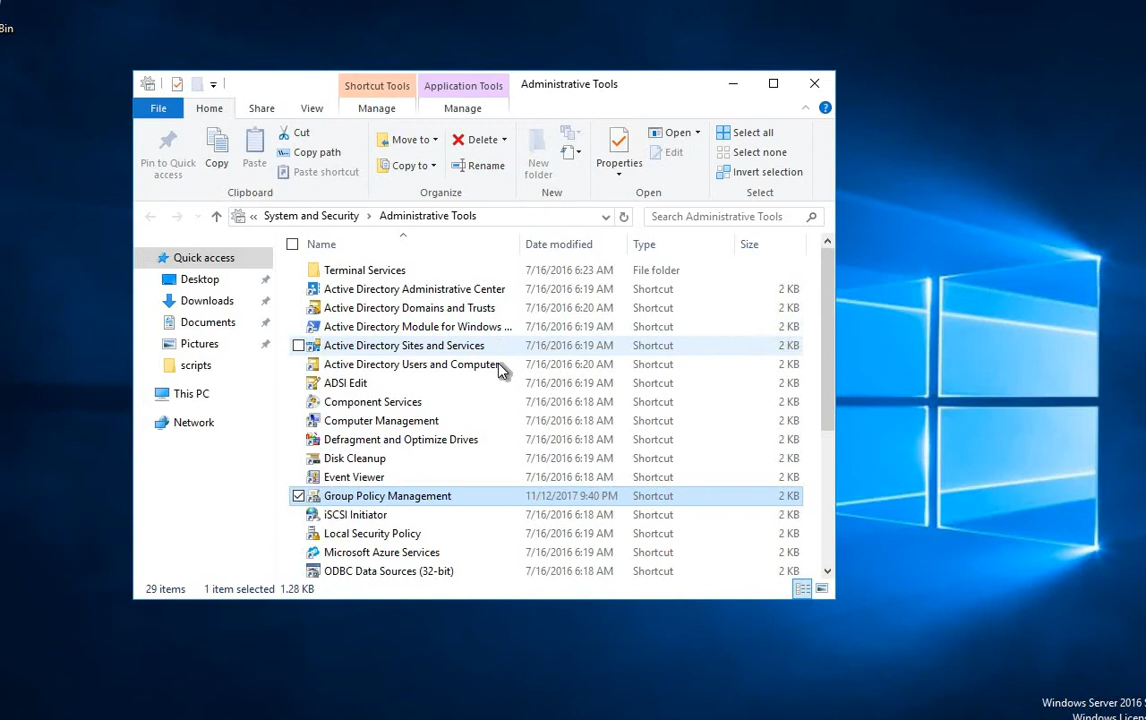 Bin
Shortcut Tools
Application Tools
Administrative Tools
File
Home
Share
View
Manage
Manage
Pin to Quick access
Copy
Paste
Cut
Copy path
Paste shortcut
Clipboard
Move to
Copy to
Delete
Rename
Organize
New folder
New
Properties
Open
Edit
Open
Select all
Select none
Invert selection
Select
« System and Security > Administrative Tools
Search Administrative Tools
Quick access
Desktop
Downloads
Documents
Pictures
scripts
This PC
Network
Name Date modified Type Size
Terminal Services 7/16/2016 6:23 AM File folder
Active Directory Administrative Center 7/16/2016 6:19 AM Shortcut 2 KB
Active Directory Domains and Trusts 7/16/2016 6:20 AM Shortcut 2 KB
Active Directory Module for Windows ... 7/16/2016 6:19 AM Shortcut 2 KB
Active Directory Sites and Services 7/16/2016 6:19 AM Shortcut 2 KB
Active Directory Users and Computer 7/16/2016 6:20 AM Shortcut 2 KB
ADSI Edit 7/16/2016 6:19 AM Shortcut 2 KB
Component Services 7/16/2016 6:18 AM Shortcut 2 KB
Computer Management 7/16/2016 6:18 AM Shortcut 2 KB
Defragment and Optimize Drives 7/16/2016 6:18 AM Shortcut 2 KB
Disk Cleanup 7/16/2016 6:19 AM Shortcut 2 KB
Event Viewer 7/16/2016 6:18 AM Shortcut 2 KB
Group Policy Management 11/12/2017 9:40 PM Shortcut 2 KB
iSCSI Initiator 7/16/2016 6:18 AM Shortcut 2 KB
Local Security Policy 7/16/2016 6:19 AM Shortcut 2 KB
Microsoft Azure Services 7/16/2016 6:19 AM Shortcut 2 KB
ODBC Data Sources (32-bit) 7/16/2016 6:18 AM Shortcut 2 KB
29 items 1 item selected 1.28 KB
Windows Server 2016
Windows Licen